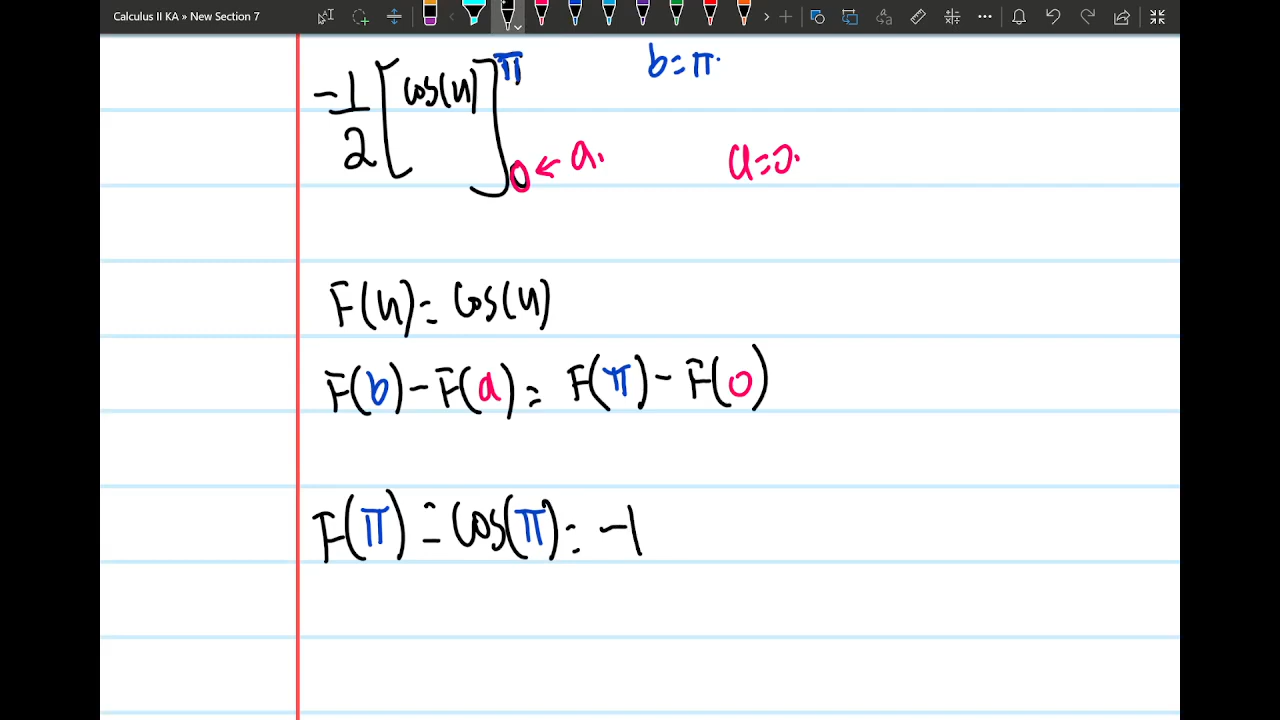 Calculus II KA » New Section 7
-1/2 [cos(u)] π 0 ← a.
b=π.
a=0.
F(u)= cos(u)
F(b)-F(a)= F(π)-F(0)
F(π) = cos(π) = -1